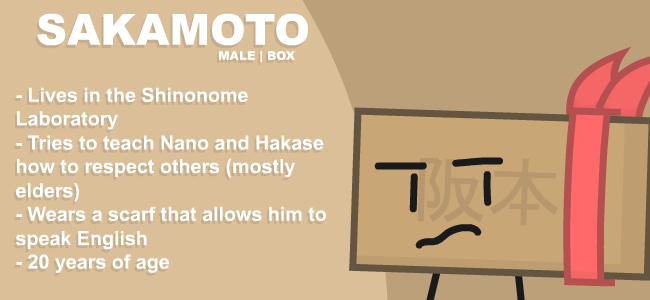 SAKAMOTO
MALE | BOX
- Lives in the Shinonome
Laboratory
- Tries to teach Nano and Hakase
how to respect others (mostly
elders)
- Wears a scarf that allows him to
speak English
- 20 years of age
阪本